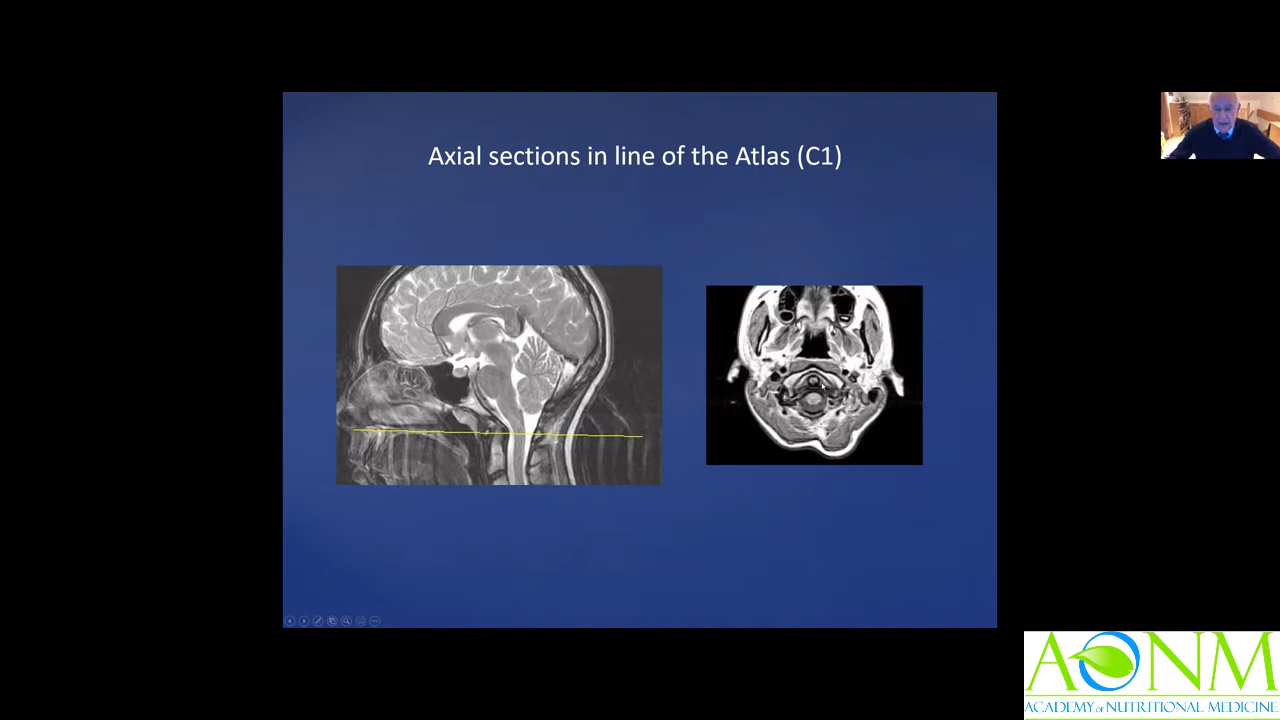 Axial sections in line of the Atlas (C1)
AONM
ACADEMY of NUTRITIONAL MEDICINE